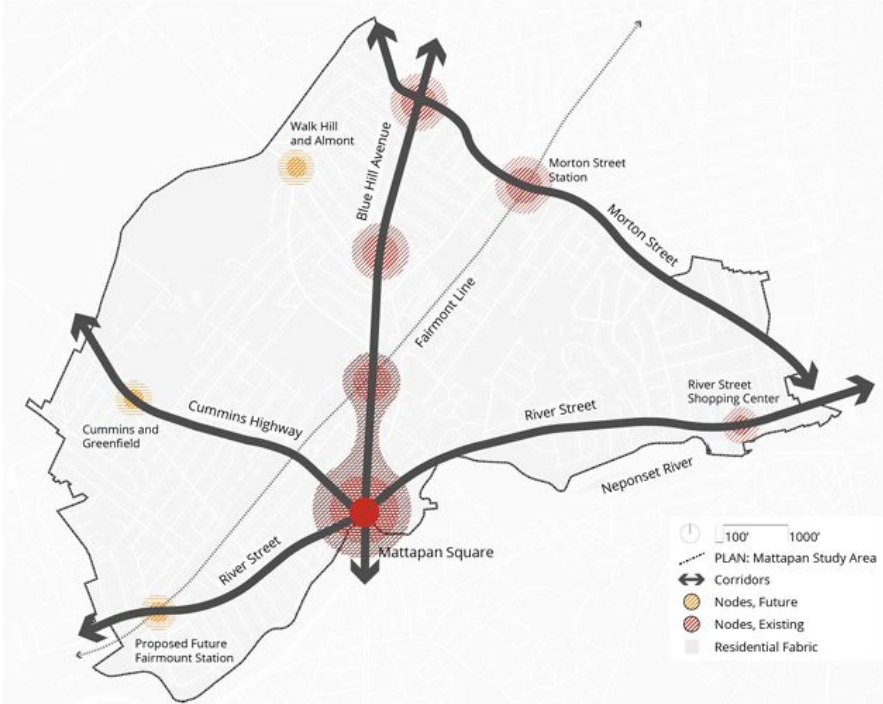 Walk Hill
and Almont
Blue Hill Avenue
Morton Street
Station
Morton Street
Fairmont Line
River Street
Shopping Center
River Street
Cummins Highway
Cummins and
Greenfield
Neponset River
Mattapan Square
River Street
Proposed Future
Fairmount Station
100' 1000'
PLAN: Mattapan Study Area
Corridors
Nodes, Future
Nodes, Existing
Residential Fabric